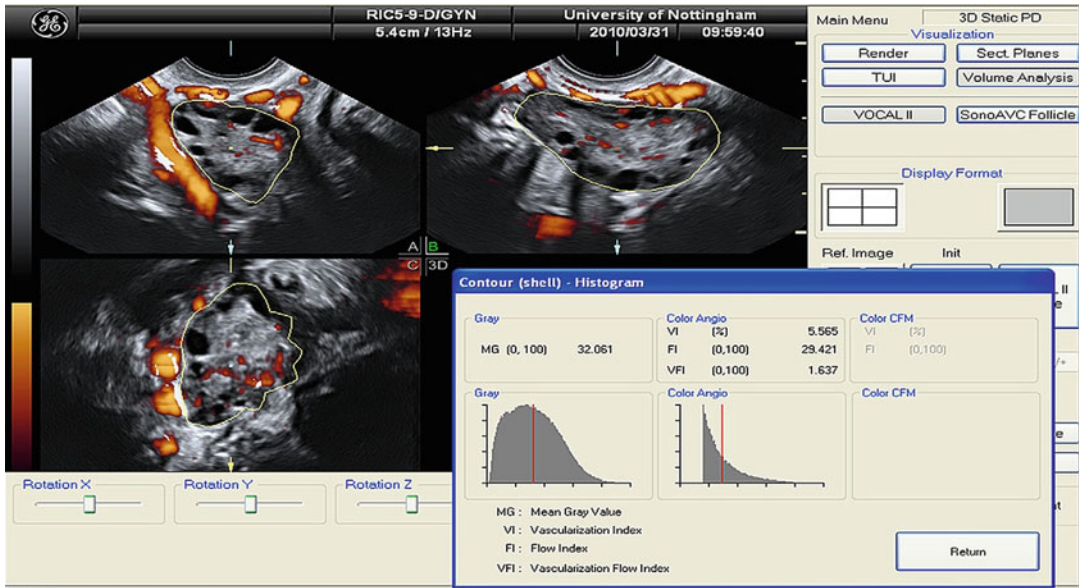 RIC5-9-D/GYN
University of Nottingham
5.4cm / 13Hz
2010/03/31
09:59:40
Main Menu
3D Static PD
Visualization
Render
Sect. Planes
TUI
Volume Analysis
VOCAL II
SonoAVC Follicle
Display Format
A
B
C
3D
Ref. Image
Init
Contour (shell) - Histogram
Gray
MG (0, 100) 32.061
Color Angio
VI (%) 5.565
FI (0,100) 29.421
VFI (0,100) 1.637
Color CFM
VI (%)
FI (0,100)
Gray
Color Angio
Color CFM
Rotation X
Rotation Y
Rotation Z
MG : Mean Gray Value
VI : Vascularization Index
FI : Flow Index
VFI : Vascularization Flow Index
Return